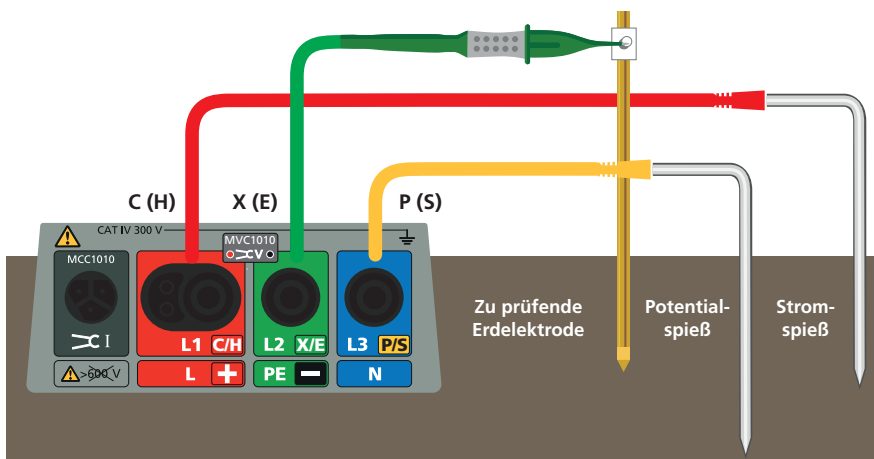 C (H)
X (E)
P (S)
CAT IV 300 V
MVC1010
V
MCC1010
I
L1 C/H
L2 X/E
L3 P/S
>600 V
L +
PE −
N
Zu prüfende
Erdelektrode
Potential-
spieß
Strom-
spieß